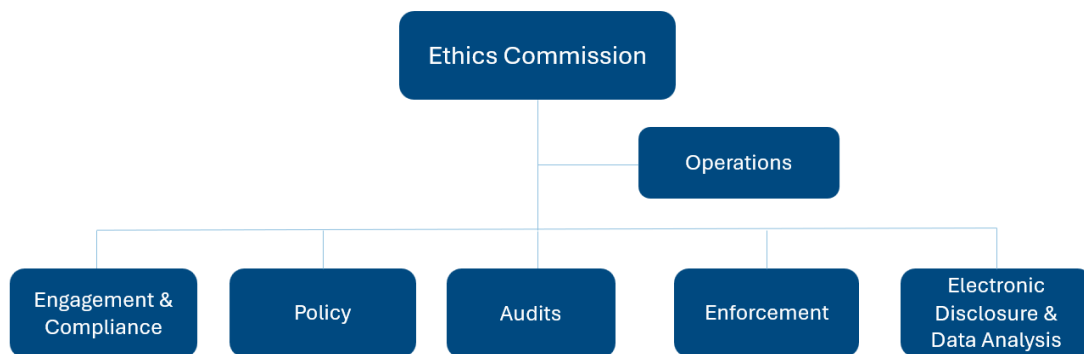 Ethics Commission
Operations
Engagement &
Compliance
Policy
Audits
Enforcement
Electronic
Disclosure &
Data Analysis